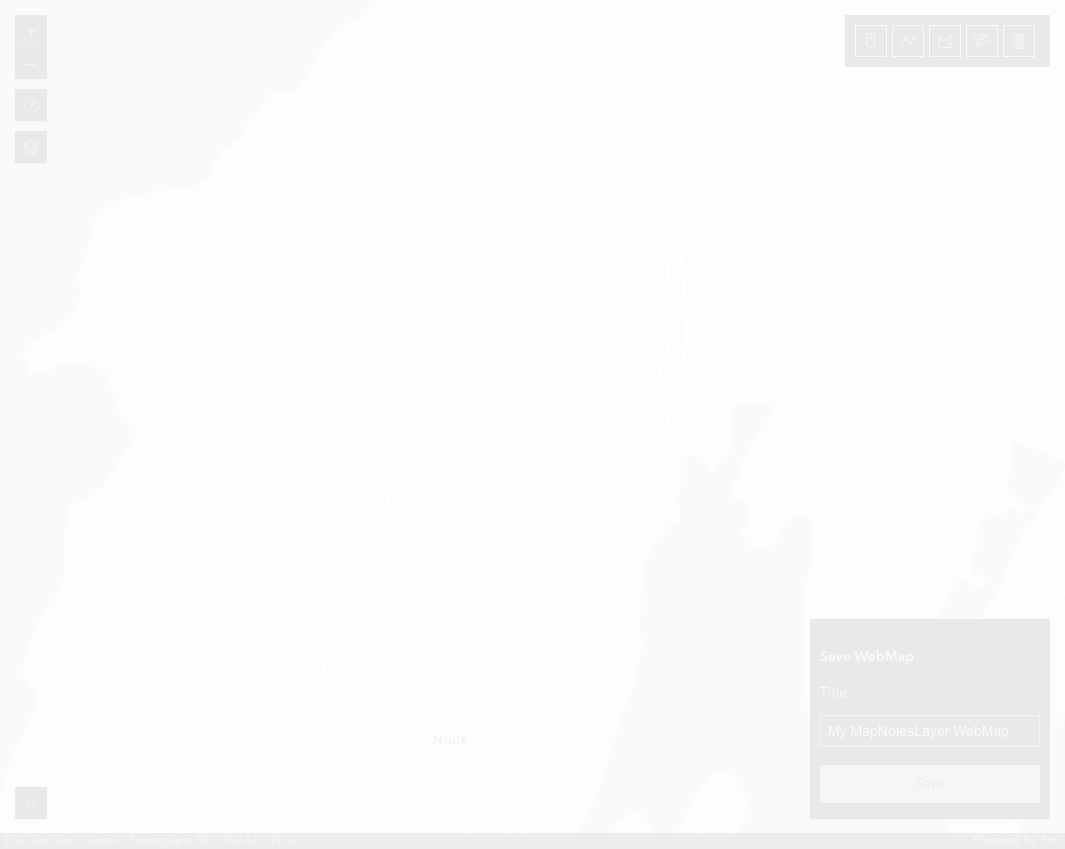 Save WebMap
Title
My MapNotesLayer WebMap
Nuuk
Save
Esri, TomTom, Garmin, Foursquare, METI/NASA, USGS
Powered by Esri